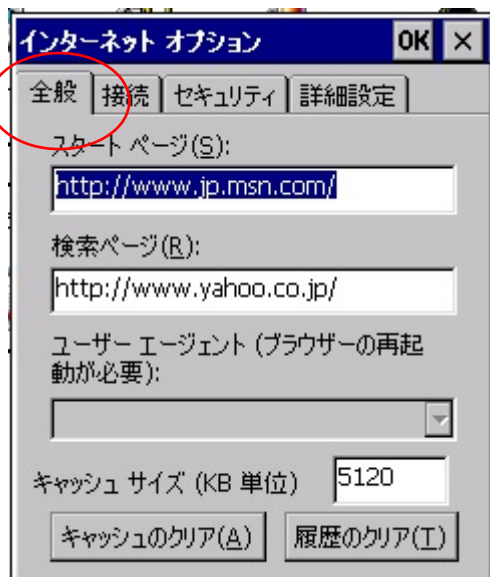 インターネット オプション OK ×
全般 接続 セキュリティ 詳細設定
スタート ページ(S):
http://www.jp.msn.com/
検索ページ(R):
http://www.yahoo.co.jp/
ユーザー エージェント (ブラウザーの再起
動が必要):
キャッシュ サイズ (KB 単位) 5120
キャッシュのクリア(A) 履歴のクリア(T)